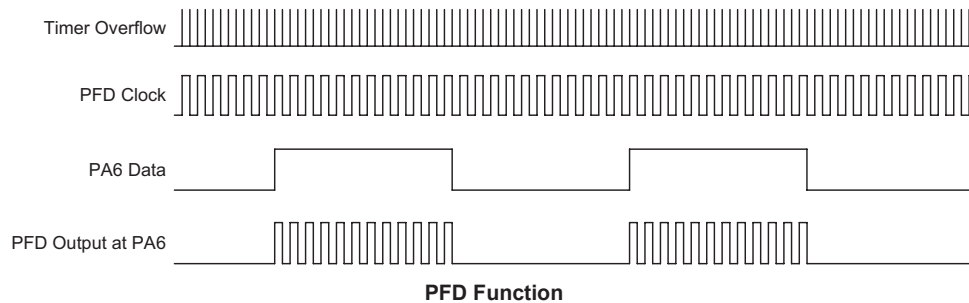 Timer Overflow
PFD Clock
PA6 Data
PFD Output at PA6
PFD Function